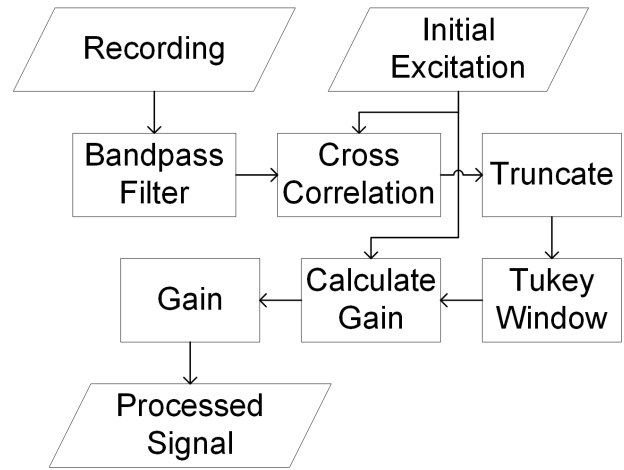 Recording
Initial
Excitation
Bandpass
Filter
Cross
Correlation
Truncate
Gain
Calculate
Gain
Tukey
Window
Processed
Signal